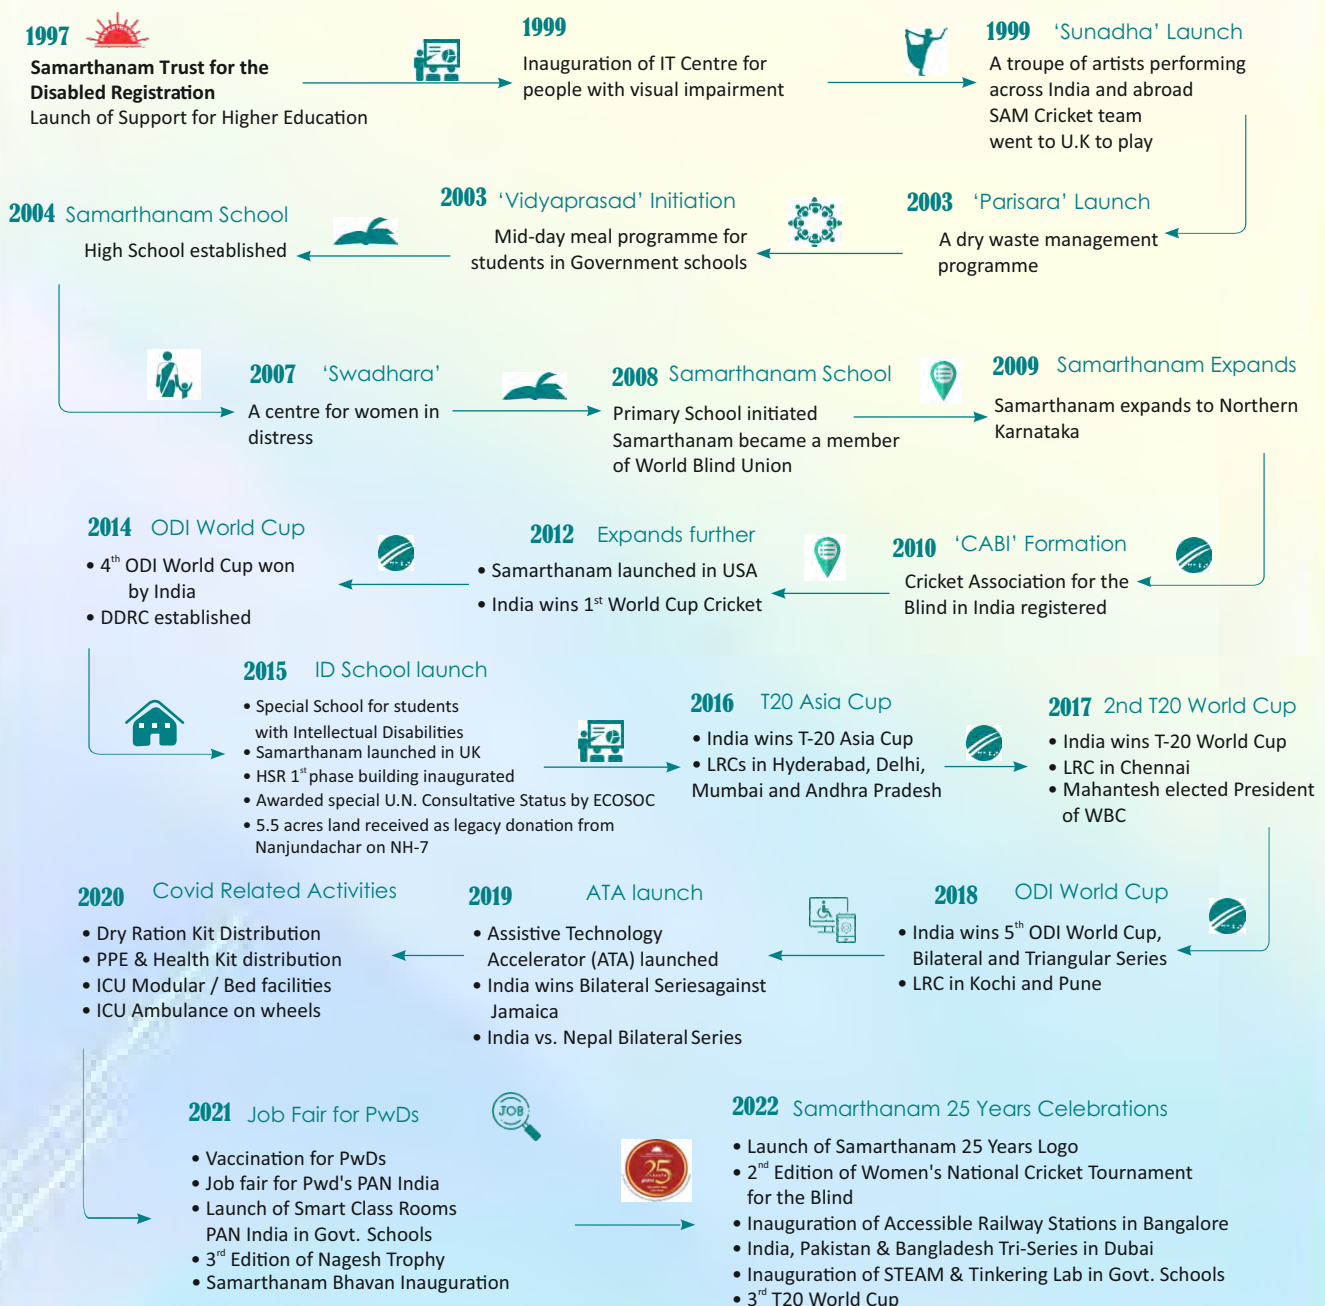 1997
Samarthanam Trust for the
Disabled Registration
Launch of Support for Higher Education
1999
Inauguration of IT Centre for
people with visual impairment
1999 ‘Sunadha’ Launch
A troupe of artists performing
across India and abroad
SAM Cricket team
went to U.K to play
2003 ‘Parisara’ Launch
A dry waste management
programme
2003 ‘Vidyaprasad’ Initiation
Mid-day meal programme for
students in Government schools
2004 Samarthanam School
High School established
2007 ‘Swadhara’
A centre for women in
distress
2008 Samarthanam School
Primary School initiated
Samarthanam became a member
of World Blind Union
2009 Samarthanam Expands
Samarthanam expands to Northern
Karnataka
2010 ‘CABI’ Formation
Cricket Association for the
Blind in India registered
2012 Expands further
• Samarthanam launched in USA
• India wins 1st World Cup Cricket
2014 ODI World Cup
• 4th ODI World Cup won
by India
• DDRC established
2015 ID School launch
• Special School for students
with Intellectual Disabilities
• Samarthanam launched in UK
• HSR 1st phase building inaugurated
• Awarded special U.N. Consultative Status by ECOSOC
• 5.5 acres land received as legacy donation from
Nanjundachar on NH-7
2016 T20 Asia Cup
• India wins T-20 Asia Cup
• LRCs in Hyderabad, Delhi,
Mumbai and Andhra Pradesh
2017 2nd T20 World Cup
• India wins T-20 World Cup
• LRC in Chennai
• Mahantesh elected President
of WBC
2018 ODI World Cup
• India wins 5th ODI World Cup,
Bilateral and Triangular Series
• LRC in Kochi and Pune
2019 ATA launch
• Assistive Technology
Accelerator (ATA) launched
• India wins Bilateral Seriesagainst
Jamaica
• India vs. Nepal Bilateral Series
2020 Covid Related Activities
• Dry Ration Kit Distribution
• PPE & Health Kit distribution
• ICU Modular / Bed facilities
• ICU Ambulance on wheels
2021 Job Fair for PwDs
JOB
• Vaccination for PwDs
• Job fair for Pwd's PAN India
• Launch of Smart Class Rooms
PAN India in Govt. Schools
• 3rd Edition of Nagesh Trophy
• Samarthanam Bhavan Inauguration
25
2022 Samarthanam 25 Years Celebrations
• Launch of Samarthanam 25 Years Logo
• 2nd Edition of Women's National Cricket Tournament
for the Blind
• Inauguration of Accessible Railway Stations in Bangalore
• India, Pakistan & Bangladesh Tri-Series in Dubai
• Inauguration of STEAM & Tinkering Lab in Govt. Schools
• 3rd T20 World Cup